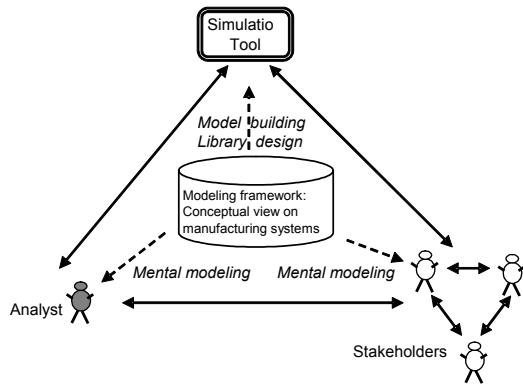 Simulatio
Tool
Model building
Library design
Modeling framework:
Conceptual view on
manufacturing systems
Mental modeling Mental modeling
Analyst
Stakeholders